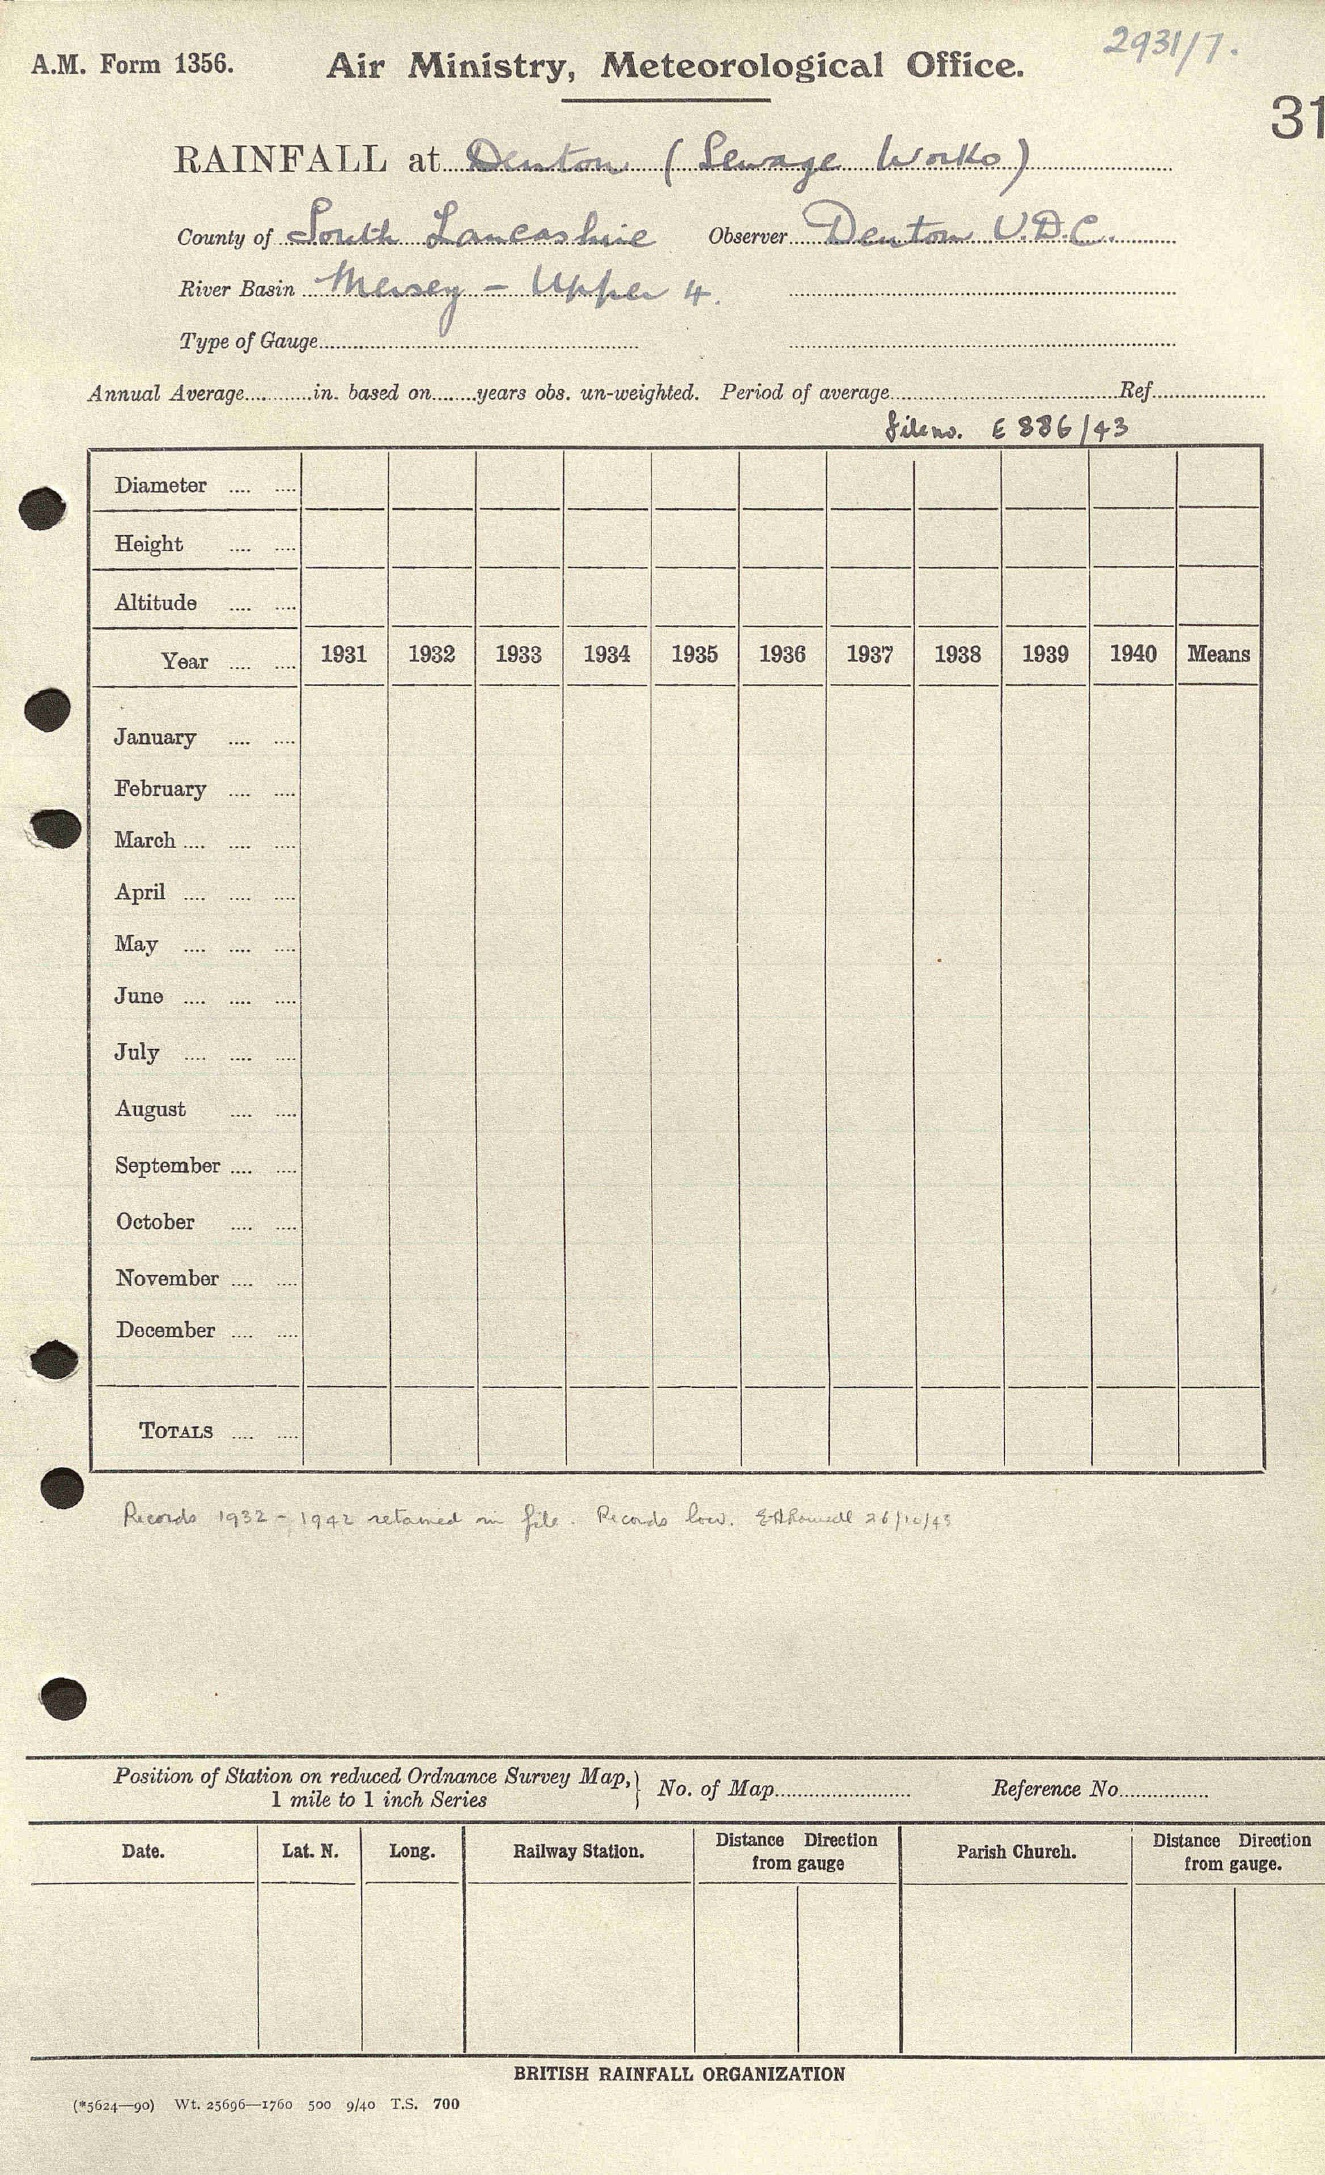 2931/7.
A.M. Form 1356. Air Ministry, Meteorological Office.
31
RAINFALL at Denton (Sewage Works)
County of South Lancashire Observer Denton U.D.C.
River Basin Mersey - Upper 4.
Type of Gauge
Annual Average in. based on years obs. un-weighted. Period of average Ref.
File no. E 886/43
Diameter
Height
Altitude
Year 1931 1932 1933 1934 1935 1936 1937 1938 1939 1940 Means
January
February
March
April
May
June
July
August
September
October
November
December
TOTALS
Records 1932 - 1942 retained on file. Records low. 26/10/43
Position of Station on reduced Ordnance Survey Map,
1 mile to 1 inch Series
No. of Map Reference No.
Date. Lat. N. Long. Railway Station. Distance Direction from gauge Parish Church. Distance Direction from gauge.
BRITISH RAINFALL ORGANIZATION
(*5624—90) Wt. 25696—1760 500 9/40 T.S. 700